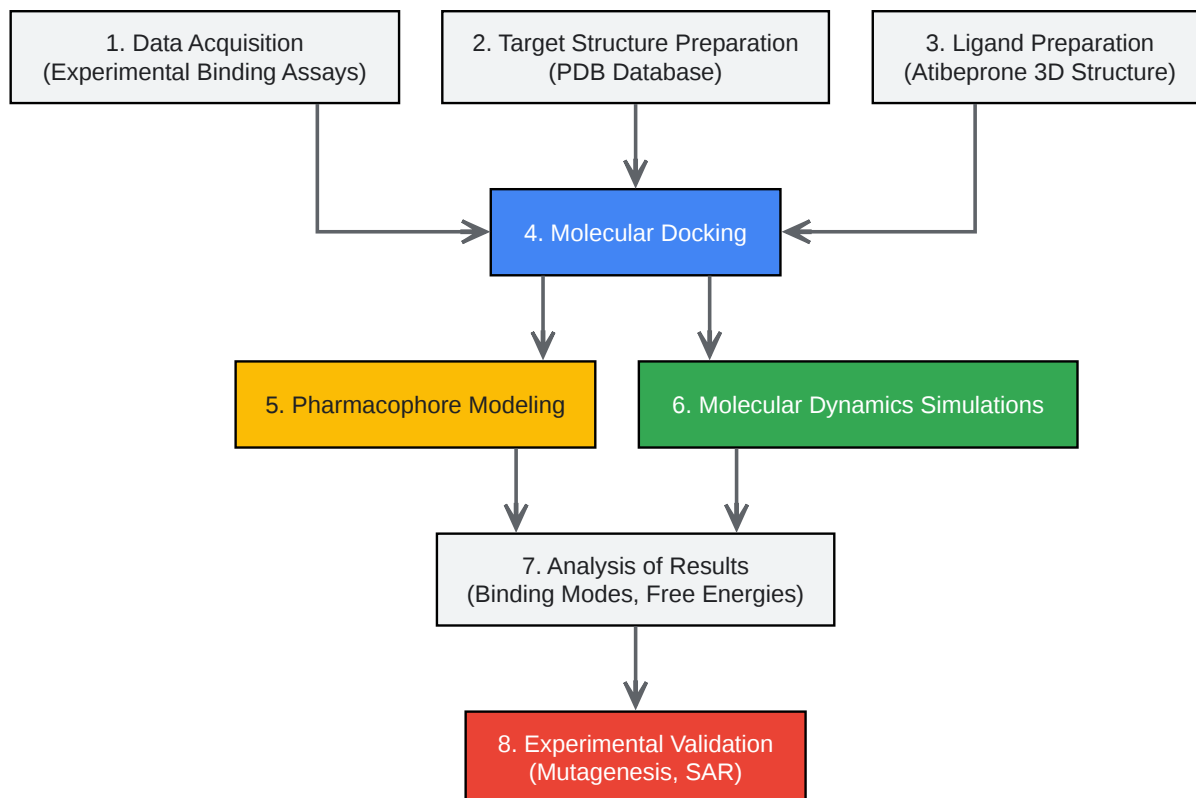 1. Data Acquisition
(Experimental Binding Assays)
2. Target Structure Preparation
(PDB Database)
3. Ligand Preparation
(Atibeprone 3D Structure)
4. Molecular Docking
5. Pharmacophore Modeling
6. Molecular Dynamics Simulations
7. Analysis of Results
(Binding Modes, Free Energies)
8. Experimental Validation
(Mutagenesis, SAR)